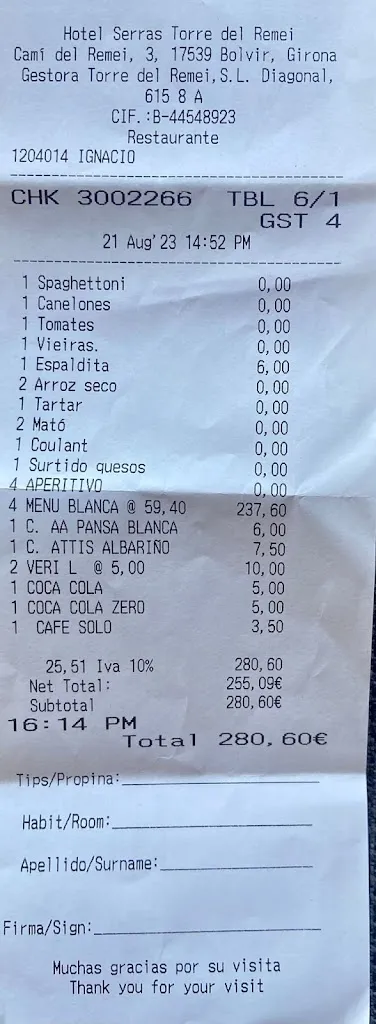 Hotel Serras Torre del Remei
Camí del Remei, 3, 17539 Bolvir, Girona
Gestora Torre del Remei,S.L. Diagonal,
615 8 A
CIF.:B-44548923
Restaurante
1204014 IGNACIO
CHK 3002266 TBL 6/1
GST 4
21 Aug'23 14:52 PM
1 Spaghettoni 0,00
1 Canelones 0,00
1 Tomates 0,00
1 Vieiras. 0,00
1 Espaldita 6,00
2 Arroz seco 0,00
1 Tartar 0,00
2 Mató 0,00
1 Coulant 0,00
1 Surtido quesos 0,00
4 APERITIVO 0,00
4 MENU BLANCA @ 59,40 237,60
1 C. AA PANSA BLANCA 6,00
1 C. ATTIS ALBARIÑO 7,50
2 VERI L @ 5,00 10,00
1 COCA COLA 5,00
1 COCA COLA ZERO 5,00
1 CAFE SOLO 3,50
25,51 Iva 10% 280,60
Net Total: 255,09€
Subtotal 280,60€
16:14 PM
Total 280,60€
Tips/Propina:
Habit/Room:
Apellido/Surname:
Firma/Sign:
Muchas gracias por su visita
Thank you for your visit